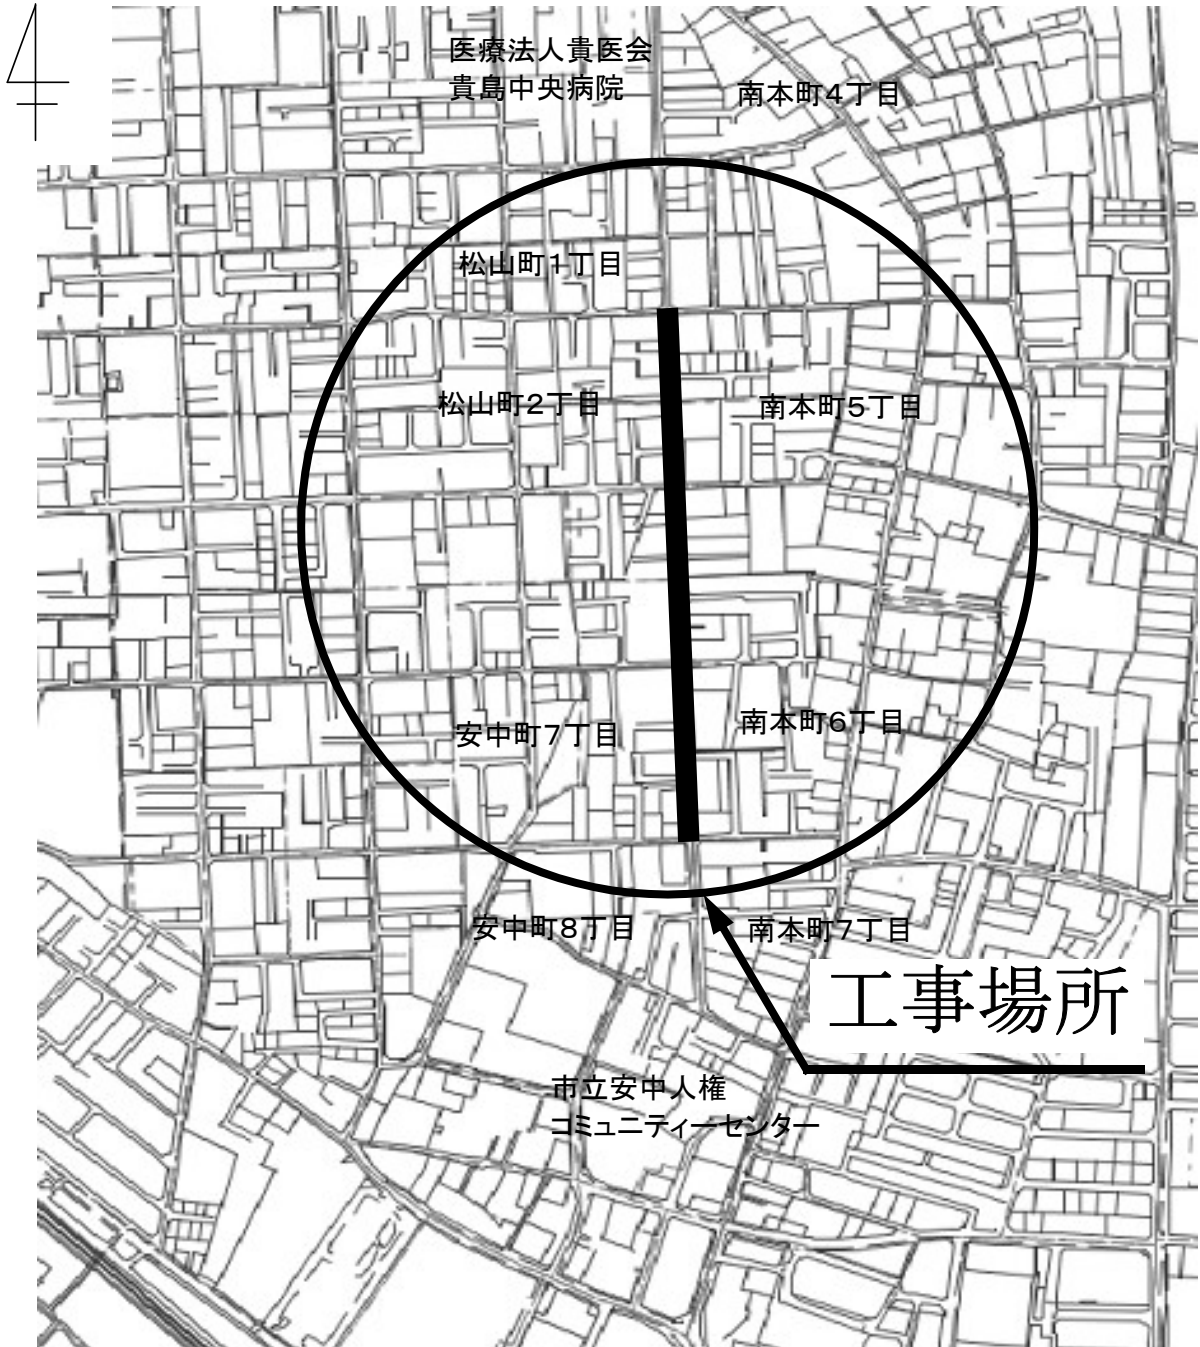 医療法人貴医会
貴島中央病院
南本町4丁目
松山町1丁目
松山町2丁目
南本町5丁目
安中町7丁目
南本町6丁目
安中町8丁目
南本町7丁目
工事場所
市立安中人権
コミュニティーセンター